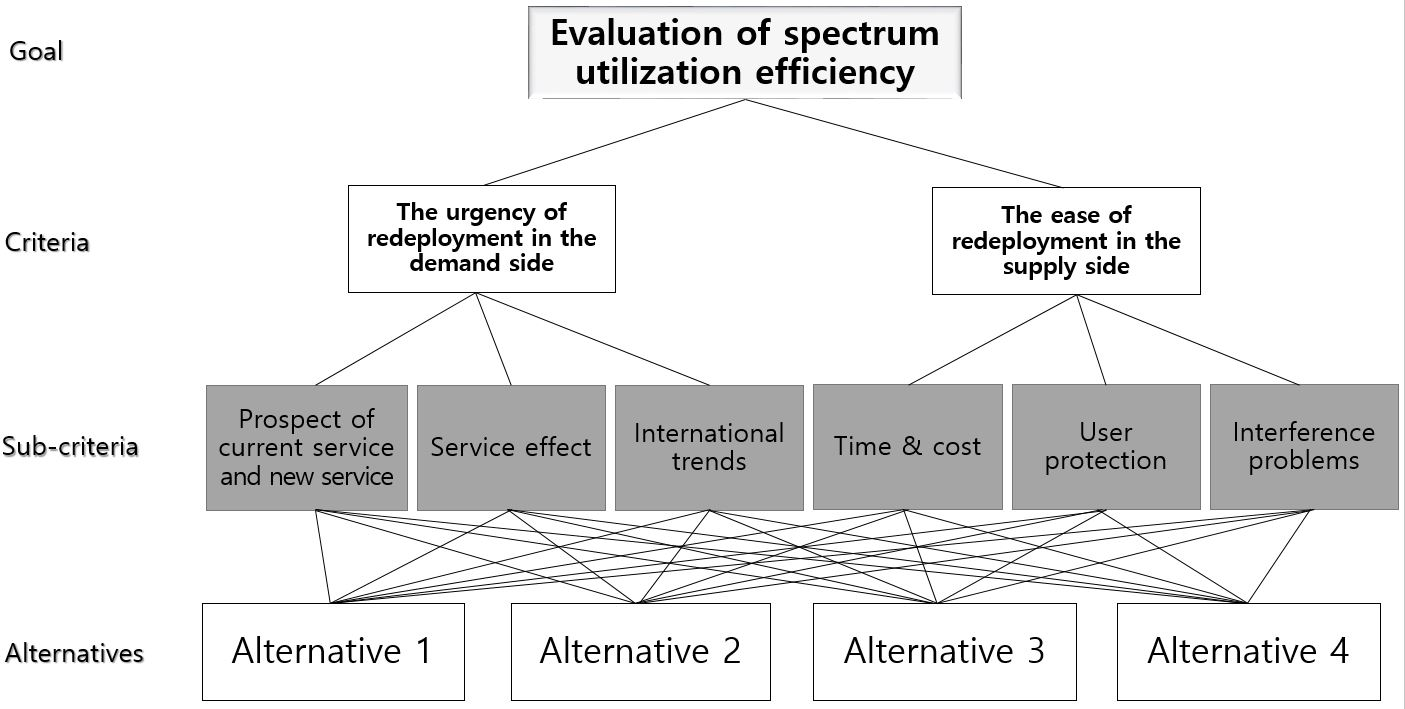 Goal
Evaluation of spectrum
utilization efficiency
Criteria
The urgency of
redeployment in the
demand side
The ease of
redeployment in the
supply side
Sub-criteria
Prospect of
current service
and new service
Service effect
International
trends
Time & cost
User
protection
Interference
problems
Alternatives
Alternative 1
Alternative 2
Alternative 3
Alternative 4